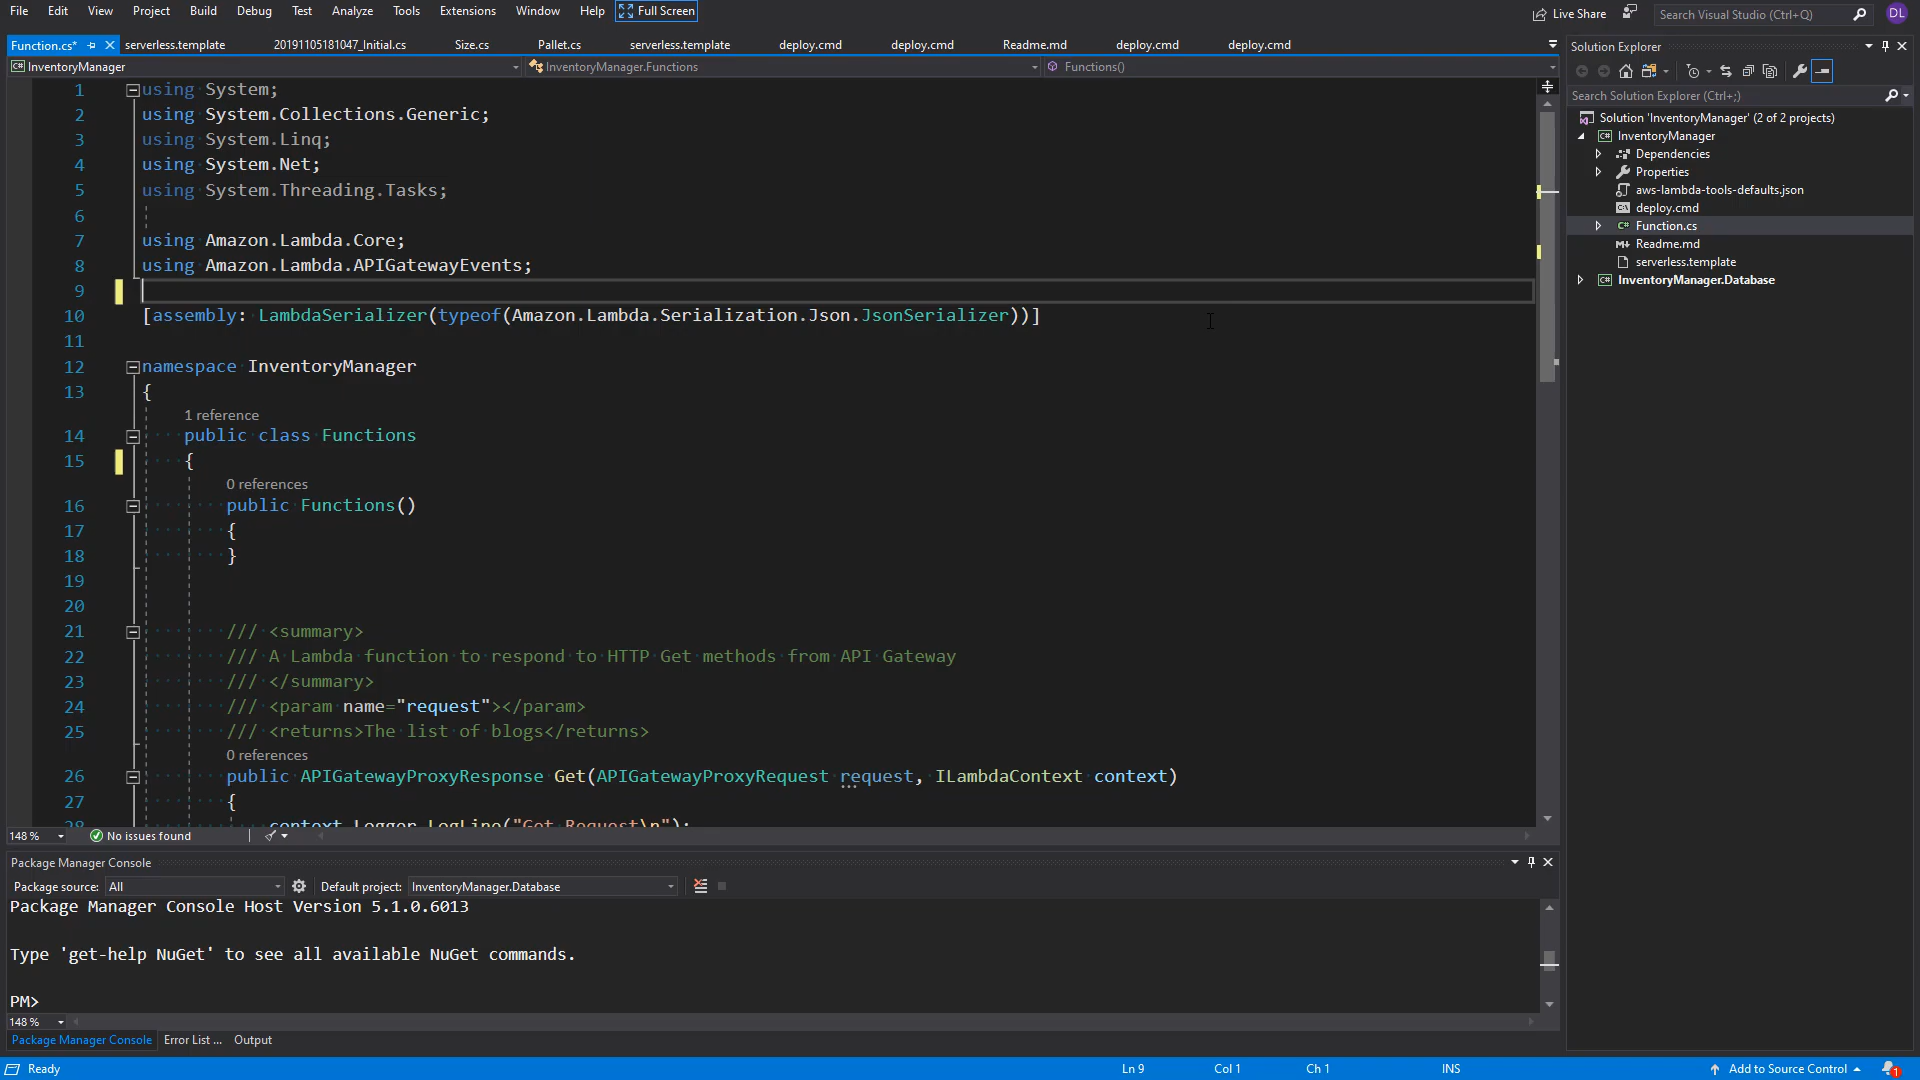 File Edit View Project Build Debug Test Analyze Tools Extensions Window Help Full Screen
Live Share Search Visual Studio (Ctrl+Q) DL
Function.cs* serverless.template 20191105181047_Initial.cs Size.cs Pallet.cs serverless.template deploy.cmd deploy.cmd Readme.md deploy.cmd deploy.cmd
InventoryManager InventoryManager.Functions Functions()
1 using System;
2 using System.Collections.Generic;
3 using System.Linq;
4 using System.Net;
5 using System.Threading.Tasks;
6
7 using Amazon.Lambda.Core;
8 using Amazon.Lambda.APIGatewayEvents;
9
10 [assembly: LambdaSerializer(typeof(Amazon.Lambda.Serialization.Json.JsonSerializer))]
11
12 namespace InventoryManager
13 {
1 reference
14 public class Functions
15 {
0 references
16 public Functions()
17 {
18 }
19
20
21 /// <summary>
22 /// A Lambda function to respond to HTTP Get methods from API Gateway
23 /// </summary>
24 /// <param name="request"></param>
25 /// <returns>The list of blogs</returns>
0 references
26 public APIGatewayProxyResponse Get(APIGatewayProxyRequest request, ILambdaContext context)
27 {
28 context.Logger.LogLine("Get Request\n");
148 % No issues found
Package Manager Console
Package source: All Default project: InventoryManager.Database
Package Manager Console Host Version 5.1.0.6013
Type 'get-help NuGet' to see all available NuGet commands.
PM>
148 %
Package Manager Console Error List ... Output
Ready Ln 9 Col 1 Ch 1 INS Add to Source Control 1
Solution Explorer
Search Solution Explorer (Ctrl+;)
Solution 'InventoryManager' (2 of 2 projects)
InventoryManager
Dependencies
Properties
aws-lambda-tools-defaults.json
deploy.cmd
Function.cs
Readme.md
serverless.template
InventoryManager.Database